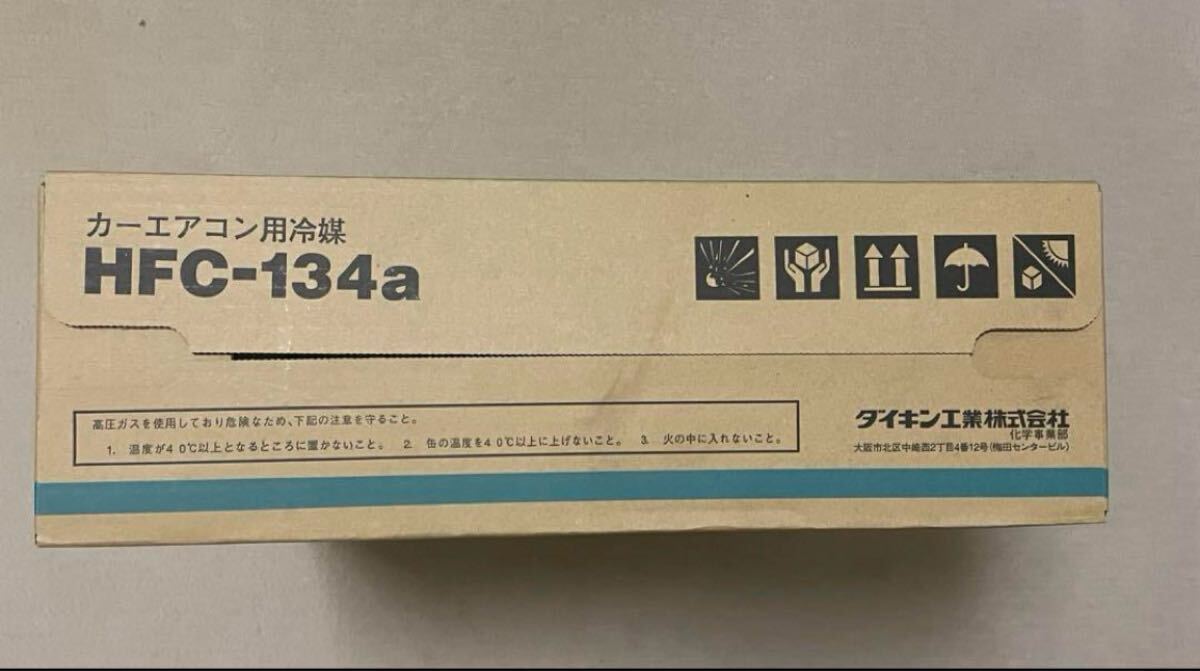 カーエアコン用冷媒
HFC-134a
高圧ガスを使用しており危険なため、下記の注意を守ること。
1. 温度が40℃以上となるところに置かないこと。 2. 缶の温度を40℃以上に上げないこと。 3. 火の中に入れないこと。
ダイキン工業株式会社
化学事業部
大阪市北区中崎西2丁目4番12号(梅田センタービル)